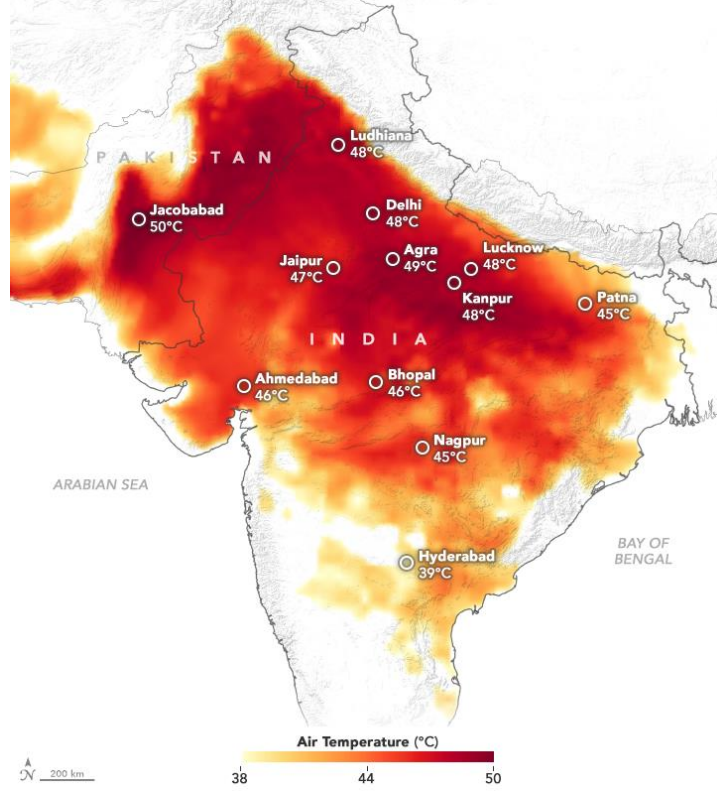 Ludhiana
48°C
PAKISTAN
Jacobabad
50°C
Delhi
48°C
Agra
49°C
Lucknow
48°C
Jaipur
47°C
Kanpur
48°C
Patna
45°C
INDIA
Ahmedabad
46°C
Bhopal
46°C
Nagpur
45°C
ARABIAN SEA
BAY OF
BENGAL
Hyderabad
39°C
Air Temperature (°C)
38 44 50
N 200 km